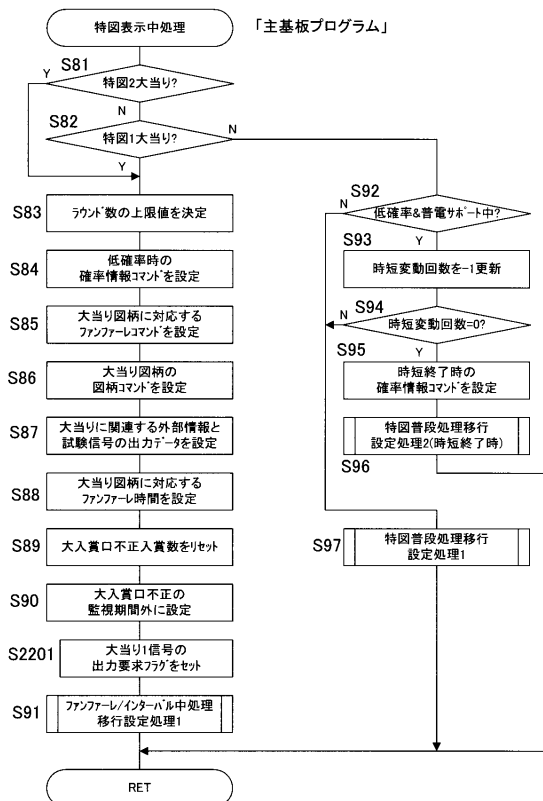 特図表示中処理
「主基板プログラム」
S81
Y
特図2大当り?
N
S82
特図1大当り?
N
Y
S83
ラウンド数の上限値を決定
S84
低確率時の
確率情報コマンドを設定
S85
大当り図柄に対応する
ファンファーレコマンドを設定
S86
大当り図柄の
図柄コマンドを設定
S87
大当りに関連する外部情報と
試験信号の出力データを設定
S88
大当り図柄に対応する
ファンファーレ時間を設定
S89
大入賞口不正入賞数をリセット
S90
大入賞口不正の
監視期間外に設定
S2201
大当り1信号の
出力要求フラグをセット
S91
ファンファーレ/インターバル中処理
移行設定処理1
RET
S92
N
低確率&普電サポート中?
S93
Y
時短変動回数を-1更新
S94
N
時短変動回数=0?
S95
Y
時短終了時の
確率情報コマンドを設定
特図普段処理移行
設定処理2(時短終了時)
S96
S97
特図普段処理移行
設定処理1